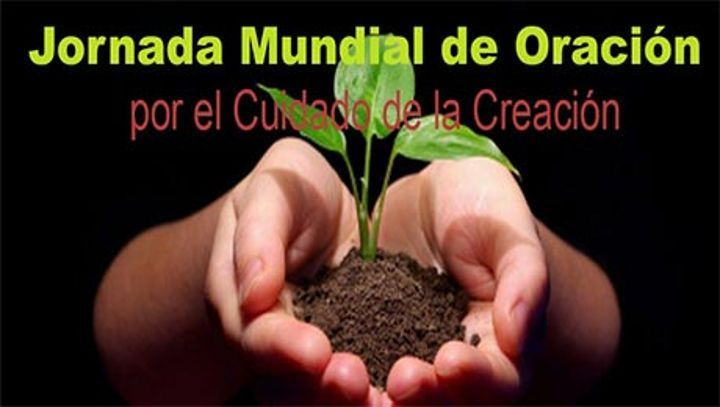 Jornada Mundial de Oración
por el Cuidado de la Creación